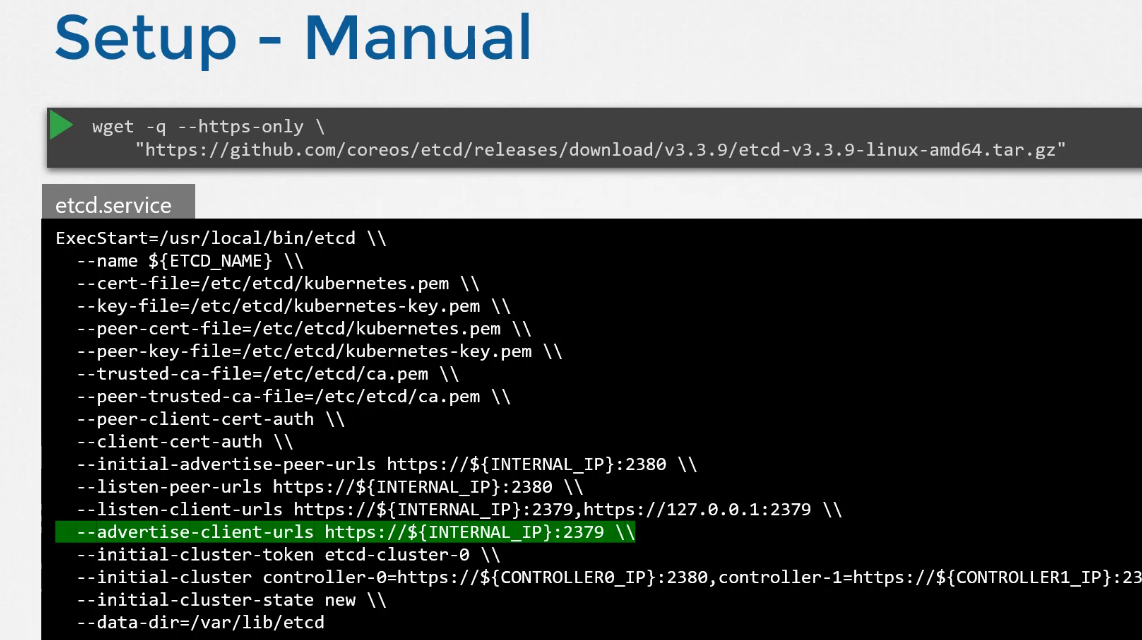 Setup - Manual
wget -q --https-only \
"https://github.com/coreos/etcd/releases/download/v3.3.9/etcd-v3.3.9-linux-amd64.tar.gz"
etcd.service
ExecStart=/usr/local/bin/etcd \\
--name ${ETCD_NAME} \\
--cert-file=/etc/etcd/kubernetes.pem \\
--key-file=/etc/etcd/kubernetes-key.pem \\
--peer-cert-file=/etc/etcd/kubernetes.pem \\
--peer-key-file=/etc/etcd/kubernetes-key.pem \\
--trusted-ca-file=/etc/etcd/ca.pem \\
--peer-trusted-ca-file=/etc/etcd/ca.pem \\
--peer-client-cert-auth \\
--client-cert-auth \\
--initial-advertise-peer-urls https://${INTERNAL_IP}:2380 \\
--listen-peer-urls https://${INTERNAL_IP}:2380 \\
--listen-client-urls https://${INTERNAL_IP}:2379,https://127.0.0.1:2379 \\
--advertise-client-urls https://${INTERNAL_IP}:2379 \\
--initial-cluster-token etcd-cluster-0 \\
--initial-cluster controller-0=https://${CONTROLLER0_IP}:2380,controller-1=https://${CONTROLLER1_IP}:23
--initial-cluster-state new \\
--data-dir=/var/lib/etcd